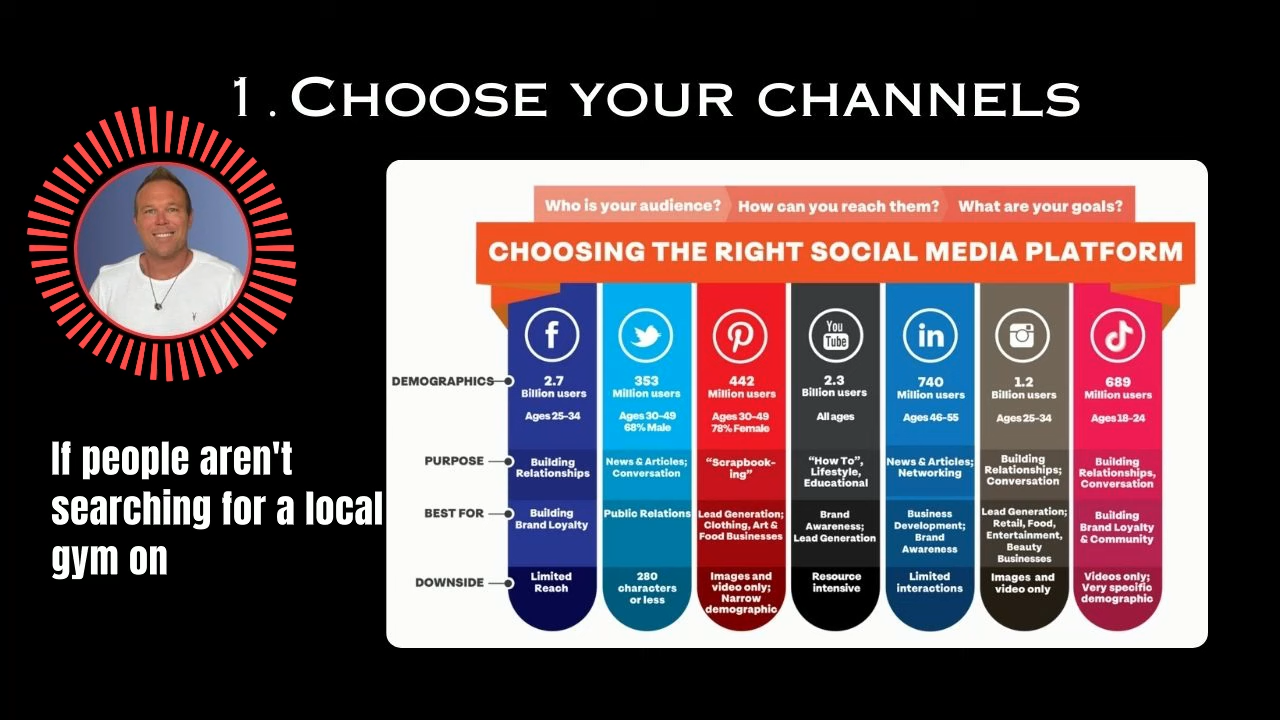 1. CHOOSE YOUR CHANNELS
If people aren't
searching for a local
gym on
Who is your audience?
How can you reach them?
What are your goals?
CHOOSING THE RIGHT SOCIAL MEDIA PLATFORM
f
You
Tube
in
DEMOGRAPHICS
2.7
Billion users
Ages 25-34
353
Million users
Ages 30-49
68% Male
442
Million users
Ages 30-49
78% Female
2.3
Billion users
All ages
740
Million users
Ages 46-55
1.2
Billion users
Ages 25-34
689
Million users
Ages 18-24
PURPOSE
Building
Relationships
News & Articles;
Conversation
"Scrapbook-
ing"
"How To",
Lifestyle,
Educational
News & Articles;
Networking
Building
Relationships;
Conversation
Building
Relationships,
Conversation
BEST FOR
Building
Brand Loyalty
Public Relations
Lead Generation;
Clothing, Art &
Food Businesses
Brand
Awareness;
Lead Generation
Business
Development;
Brand
Awareness
Lead Generation;
Retail, Food,
Entertainment,
Beauty
Businesses
Building
Brand Loyalty
& Community
DOWNSIDE
Limited
Reach
280
characters
or less
Images and
video only;
Narrow
demographic
Resource
intensive
Limited
interactions
Images and
video only
Videos only;
Very specific
demographic